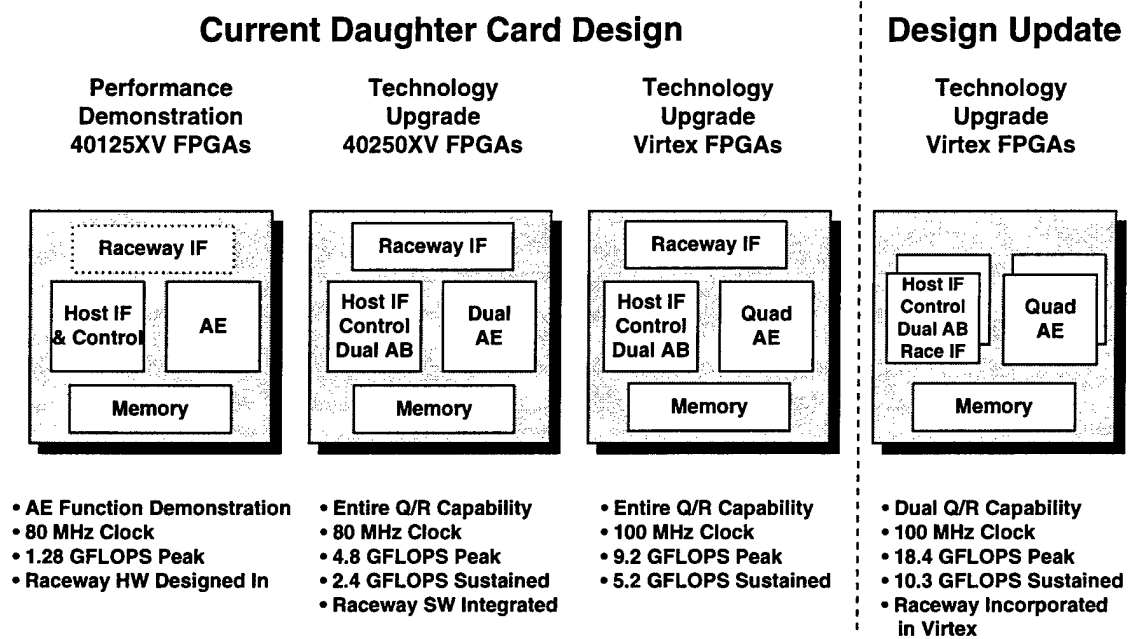 Current Daughter Card Design
Design Update
Performance
Demonstration
40125XV FPGAs
Technology
Upgrade
40250XV FPGAs
Technology
Upgrade
Virtex FPGAs
Technology
Upgrade
Virtex FPGAs
Raceway IF
Host IF
& Control
AE
Memory
Raceway IF
Host IF
Control
Dual AB
Dual
AE
Memory
Raceway IF
Host IF
Control
Dual AB
Quad
AE
Memory
Host IF
Control
Dual AB
Race IF
Quad
AE
Memory
• AE Function Demonstration
• 80 MHz Clock
• 1.28 GFLOPS Peak
• Raceway HW Designed In
• Entire Q/R Capability
• 80 MHz Clock
• 4.8 GFLOPS Peak
• 2.4 GFLOPS Sustained
• Raceway SW Integrated
• Entire Q/R Capability
• 100 MHz Clock
• 9.2 GFLOPS Peak
• 5.2 GFLOPS Sustained
• Dual Q/R Capability
• 100 MHz Clock
• 18.4 GFLOPS Peak
• 10.3 GFLOPS Sustained
• Raceway Incorporated
in Virtex